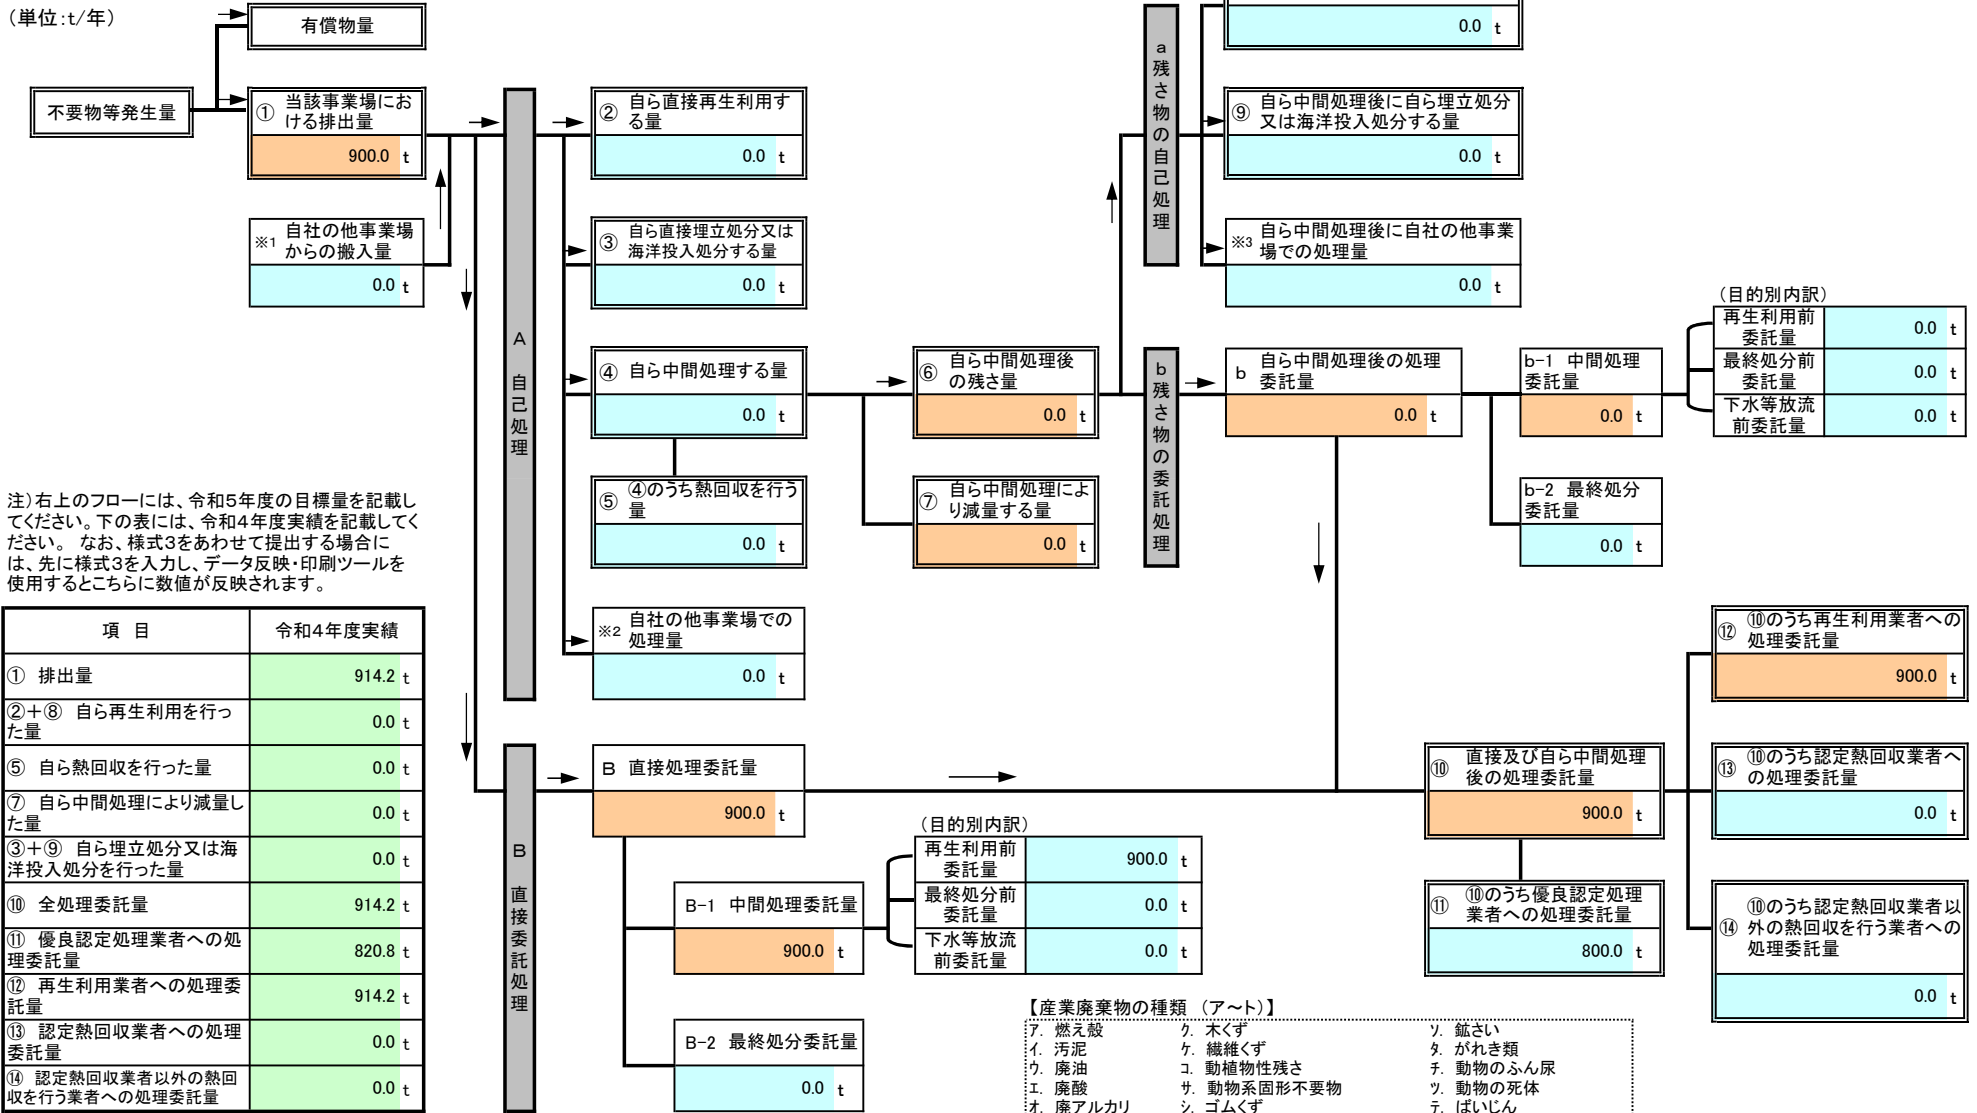 （単位:t/年）
有償物量
不要物等発生量
① 当該事業場にお
ける排出量
900.0 t
※1 自社の他事業場
からの搬入量
0.0 t
A 自己処理
② 自ら直接再生利用す
る量
0.0 t
③ 自ら直接埋立処分又は
海洋投入処分する量
0.0 t
④ 自ら中間処理する量
0.0 t
⑤ ④のうち熱回収を行う
量
0.0 t
※2 自社の他事業場での
処理量
0.0 t
⑥ 自ら中間処理後
の残さ量
0.0 t
⑦ 自ら中間処理によ
り減量する量
0.0 t
a残さ物の自己処理
0.0 t
⑨ 自ら中間処理後に自ら埋立処分
又は海洋投入処分する量
0.0 t
※3 自ら中間処理後に自社の他事業
場での処理量
0.0 t
b残さ物の委託処理
b 自ら中間処理後の処理
委託量
0.0 t
b-1 中間処理
委託量
0.0 t
（目的別内訳）
再生利用前
委託量
0.0 t
最終処分前
委託量
0.0 t
下水等放流
前委託量
0.0 t
b-2 最終処分
委託量
0.0 t
注）右上のフローには、令和5年度の目標量を記載し
てください。下の表には、令和4年度実績を記載してく
ださい。 なお、様式3をあわせて提出する場合に
は、先に様式3を入力し、データ反映・印刷ツールを
使用するとこちらに数値が反映されます。
項 目 令和4年度実績
① 排出量 914.2 t
②＋⑧ 自ら再生利用を行っ
た量 0.0 t
⑤ 自ら熱回収を行った量 0.0 t
⑦ 自ら中間処理により減量し
た量 0.0 t
③＋⑨ 自ら埋立処分又は海
洋投入処分を行った量 0.0 t
⑩ 全処理委託量 914.2 t
⑪ 優良認定処理業者への処
理委託量 820.8 t
⑫ 再生利用業者への処理委
託量 914.2 t
⑬ 認定熱回収業者への処理
委託量 0.0 t
⑭ 認定熱回収業者以外の熱回
収を行う業者への処理委託量 0.0 t
B 直接委託処理
B 直接処理委託量
900.0 t
B-1 中間処理委託量
900.0 t
（目的別内訳）
再生利用前
委託量
900.0 t
最終処分前
委託量
0.0 t
下水等放流
前委託量
0.0 t
B-2 最終処分委託量
0.0 t
⑩ 直接及び自ら中間処理
後の処理委託量
900.0 t
⑪ ⑩のうち優良認定処理
業者への処理委託量
800.0 t
⑫ ⑩のうち再生利用業者への
処理委託量
900.0 t
⑬ ⑩のうち認定熱回収業者へ
の処理委託量
0.0 t
⑭ ⑩のうち認定熱回収業者以
外の熱回収を行う業者への
処理委託量
0.0 t
【産業廃棄物の種類 （ア～ト）】
ア. 燃え殻 ク. 木くず ソ. 鉱さい
イ. 汚泥 ケ. 繊維くず タ. がれき類
ウ. 廃油 コ. 動植物性残さ チ. 動物のふん尿
エ. 廃酸 サ. 動物系固形不要物 ツ. 動物の死体
オ. 廃アルカリ シ. ゴムくず テ. ばいじん